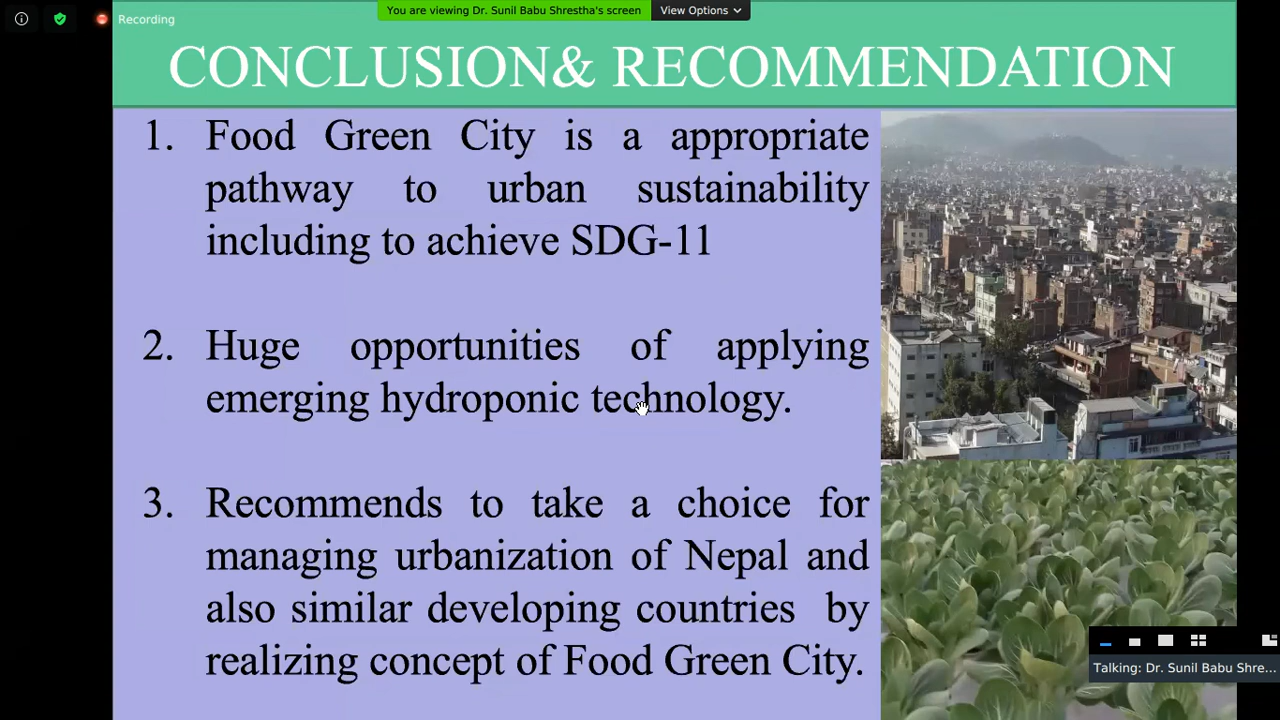 You are viewing Dr. Sunil Babu Shrestha's screen
View Options
Recording
CONCLUSION& RECOMMENDATION
1. Food Green City is a appropriate
pathway to urban sustainability
including to achieve SDG-11
2. Huge opportunities of applying
emerging hydroponic technology.
3. Recommends to take a choice for
managing urbanization of Nepal and
also similar developing countries by
realizing concept of Food Green City.
Talking: Dr. Sunil Babu Shre...